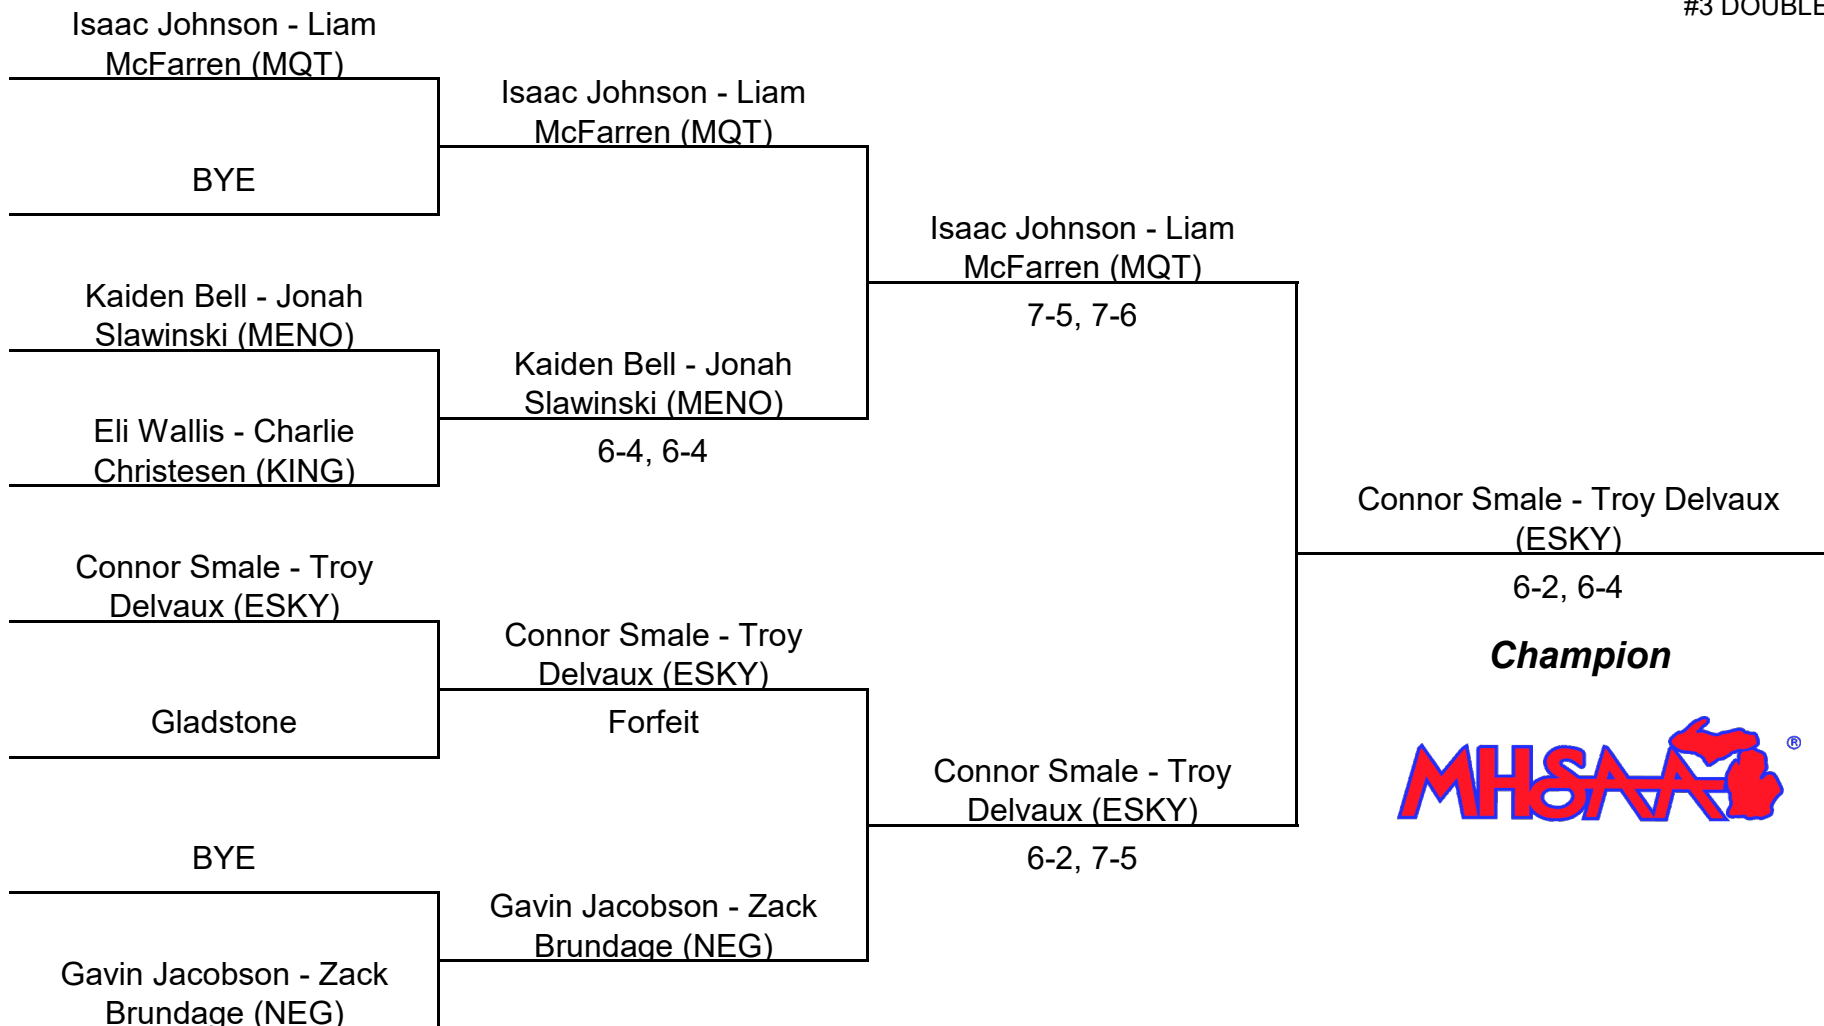 #3 DOUBLE
Isaac Johnson - Liam
McFarren (MQT)
BYE
Kaiden Bell - Jonah
Slawinski (MENO)
Eli Wallis - Charlie
Christesen (KING)
Connor Smale - Troy
Delvaux (ESKY)
Gladstone
BYE
Gavin Jacobson - Zack
Brundage (NEG)
Isaac Johnson - Liam
McFarren (MQT)
Kaiden Bell - Jonah
Slawinski (MENO)
6-4, 6-4
Connor Smale - Troy
Delvaux (ESKY)
Forfeit
Gavin Jacobson - Zack
Brundage (NEG)
Isaac Johnson - Liam
McFarren (MQT)
7-5, 7-6
Connor Smale - Troy
Delvaux (ESKY)
6-2, 7-5
Connor Smale - Troy Delvaux
(ESKY)
6-2, 6-4
Champion
MHSAA®